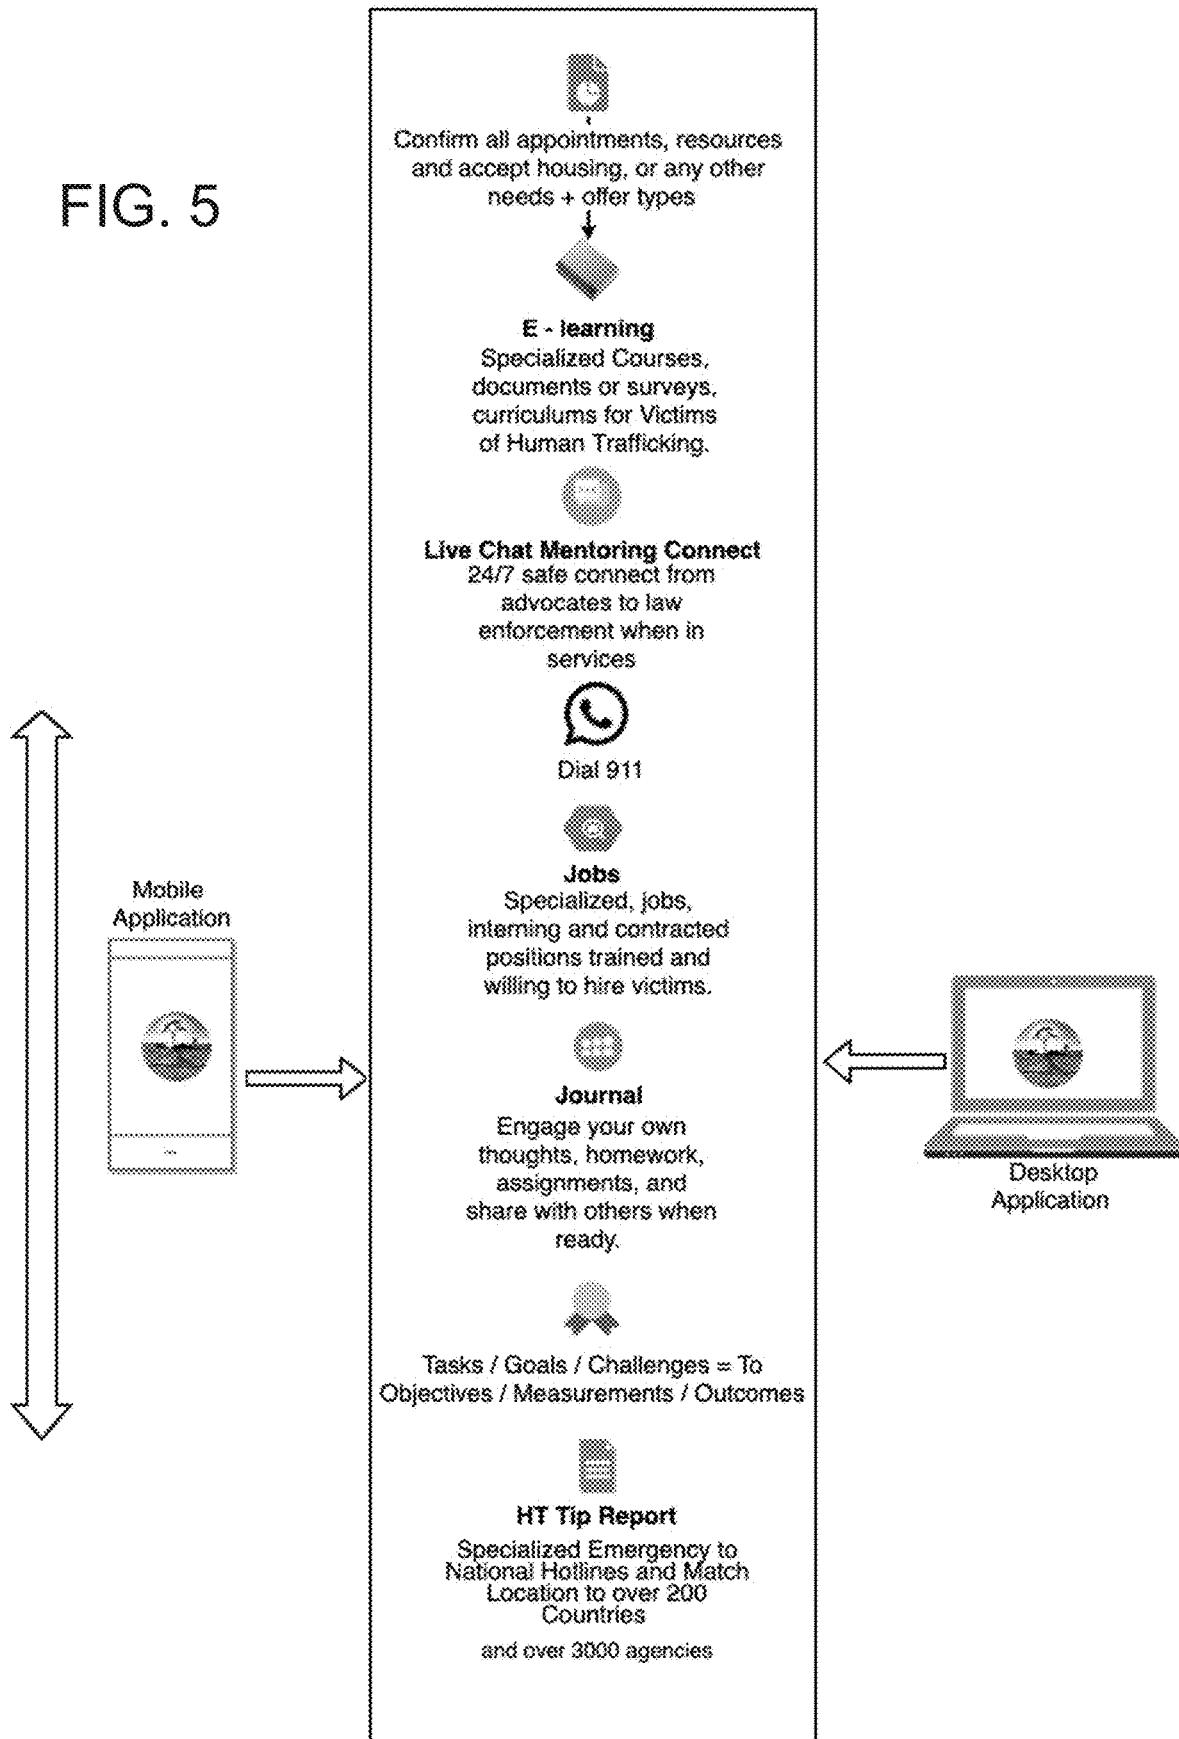 FIG. 5
Confirm all appointments, resources
and accept housing, or any other
needs + offer types
E - learning
Specialized Courses,
documents or surveys,
curriculums for Victims
of Human Trafficking.
Live Chat Mentoring Connect
24/7 safe connect from
advocates to law
enforcement when in
services
Dial 911
Jobs
Specialized, jobs,
interning and contracted
positions trained and
willing to hire victims.
Mobile
Application
Journal
Engage your own
thoughts, homework,
assignments, and
share with others when
ready.
Desktop
Application
Tasks / Goals / Challenges = To
Objectives / Measurements / Outcomes
HT Tip Report
Specialized Emergency to
National Hotlines and Match
Location to over 200
Countries
and over 3000 agencies